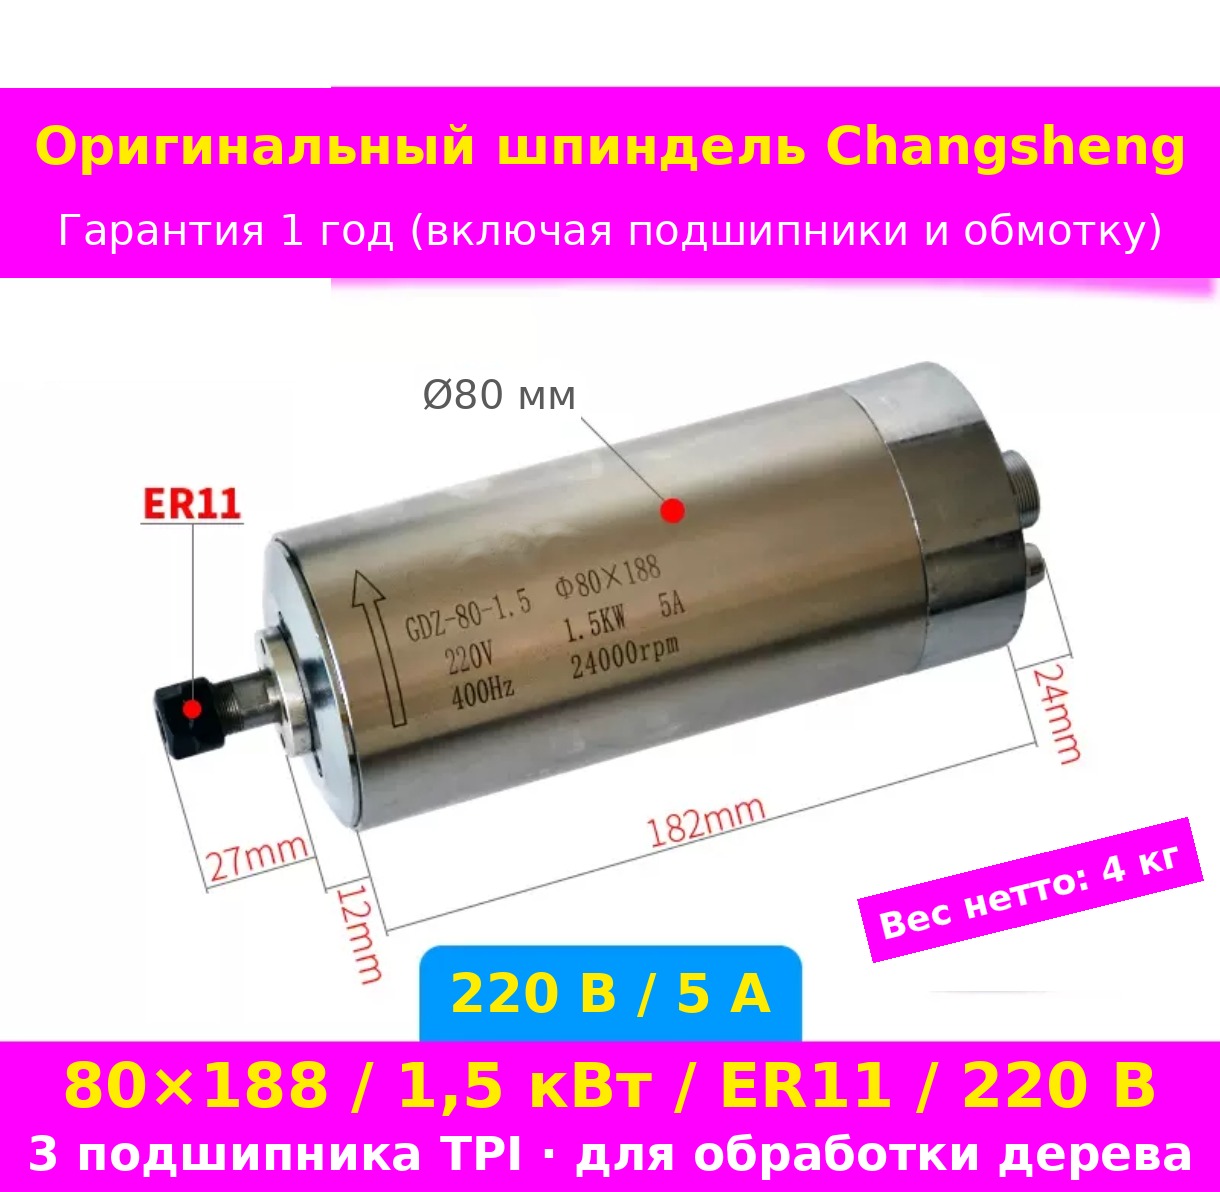 Оригинальный шпиндель Changsheng
Гарантия 1 год (включая подшипники и обмотку)
Ø80 мм
ER11
GDZ-80-1.5 Φ80×188
220V 1.5KW 5A
400Hz 24000rpm
24mm
182mm
27mm
12mm
Вес нетто: 4 кг
220 В / 5 А
80×188 / 1,5 кВт / ER11 / 220 В
3 подшипника TPI · для обработки дерева